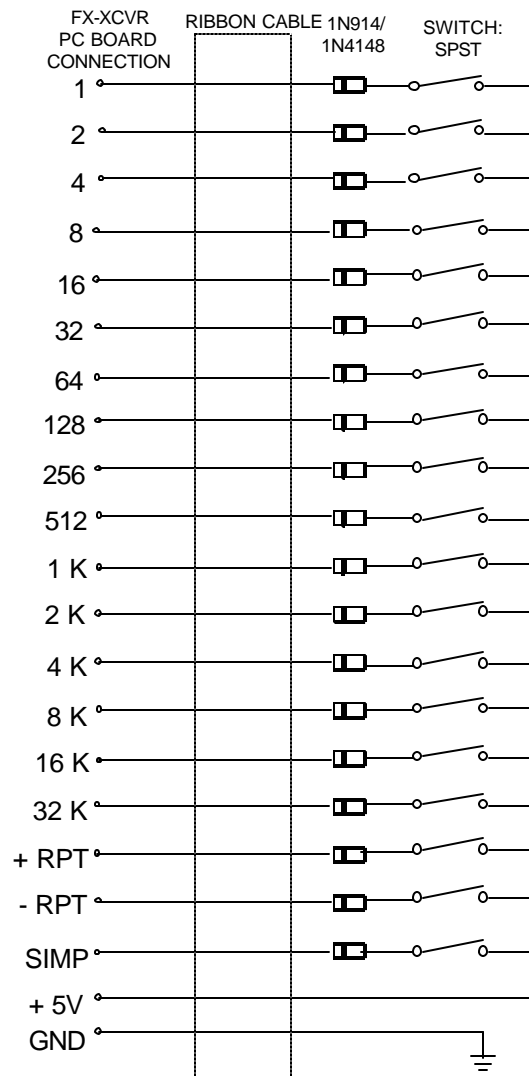 FX-XCVR
PC BOARD
CONNECTION
RIBBON CABLE
1N914/
1N4148
SWITCH:
SPST
1
2
4
8
16
32
64
128
256
512
1 K
2 K
4 K
8 K
16 K
32 K
+ RPT
- RPT
SIMP
+ 5V
GND